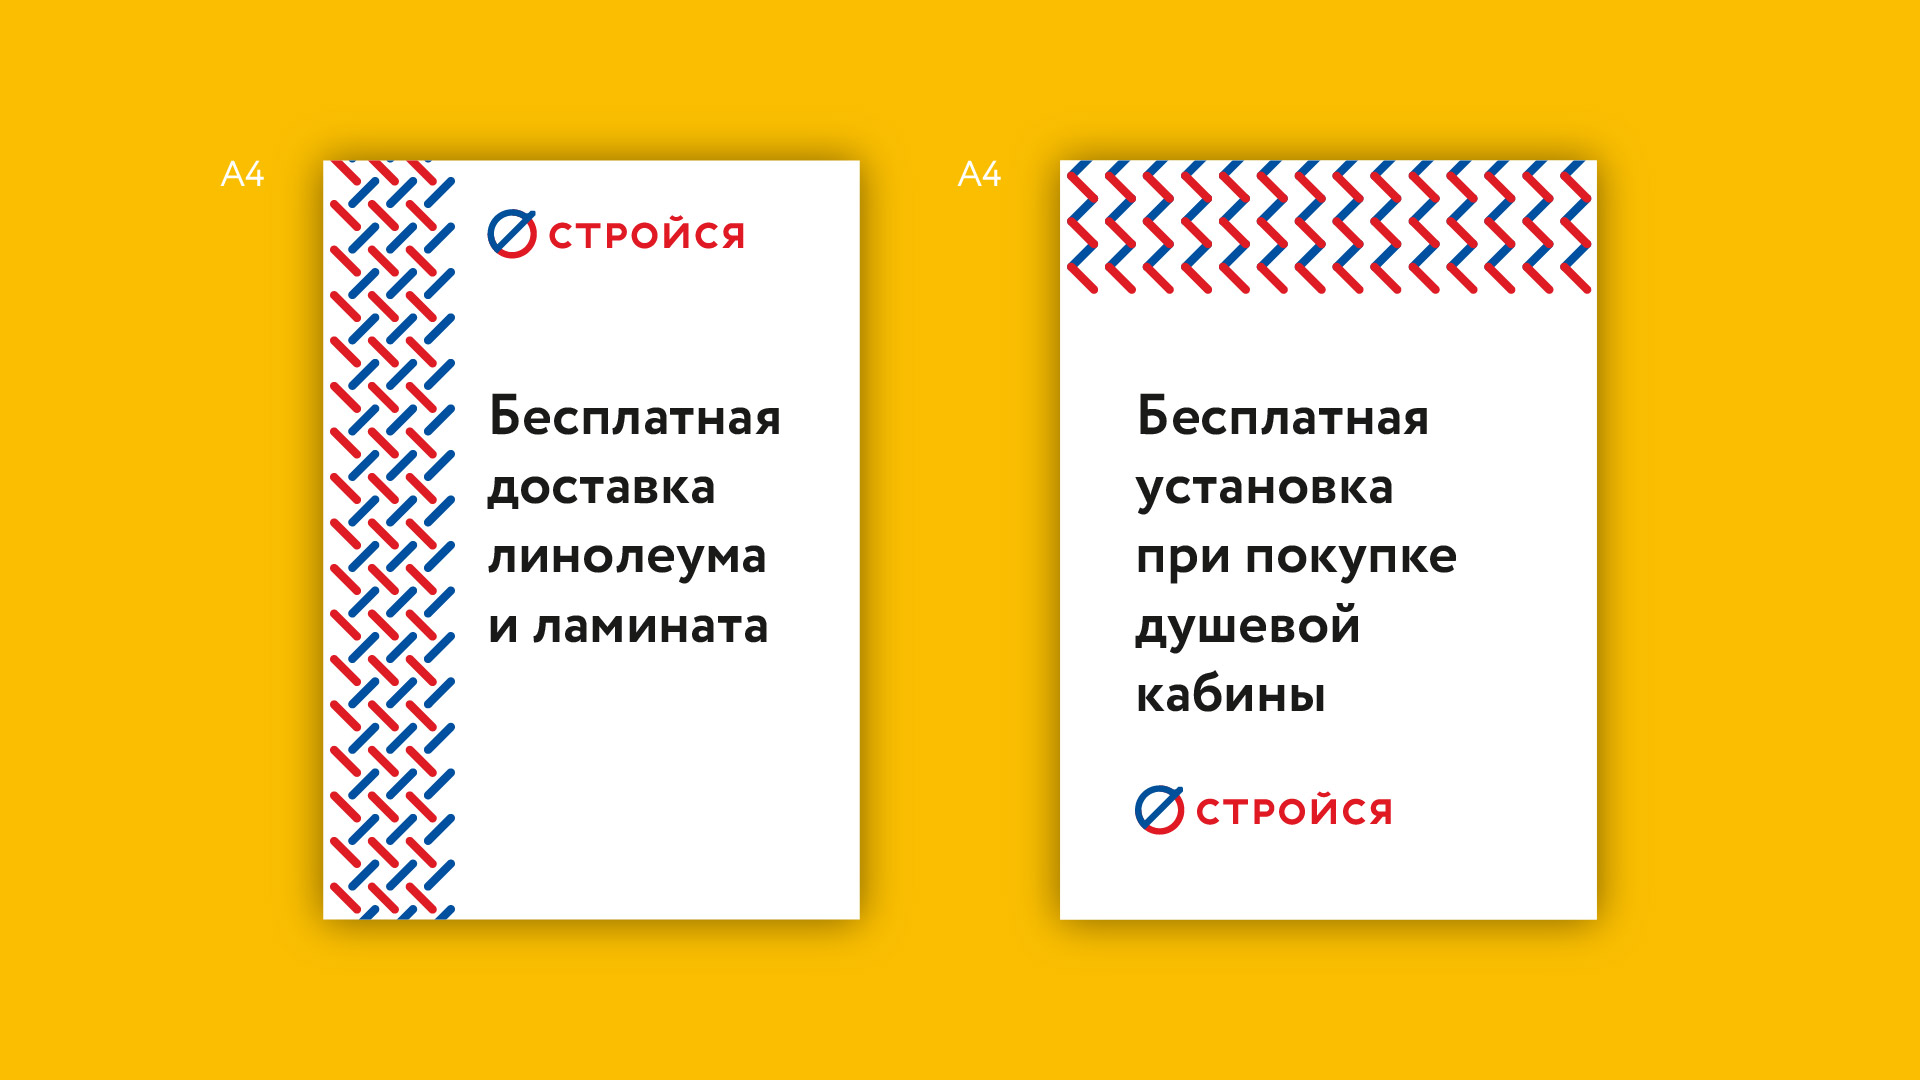 A4
СТРОЙСЯ
Бесплатная
доставка
линолеума
и ламината
A4
Бесплатная
установка
при покупке
душевой
кабины
СТРОЙСЯ